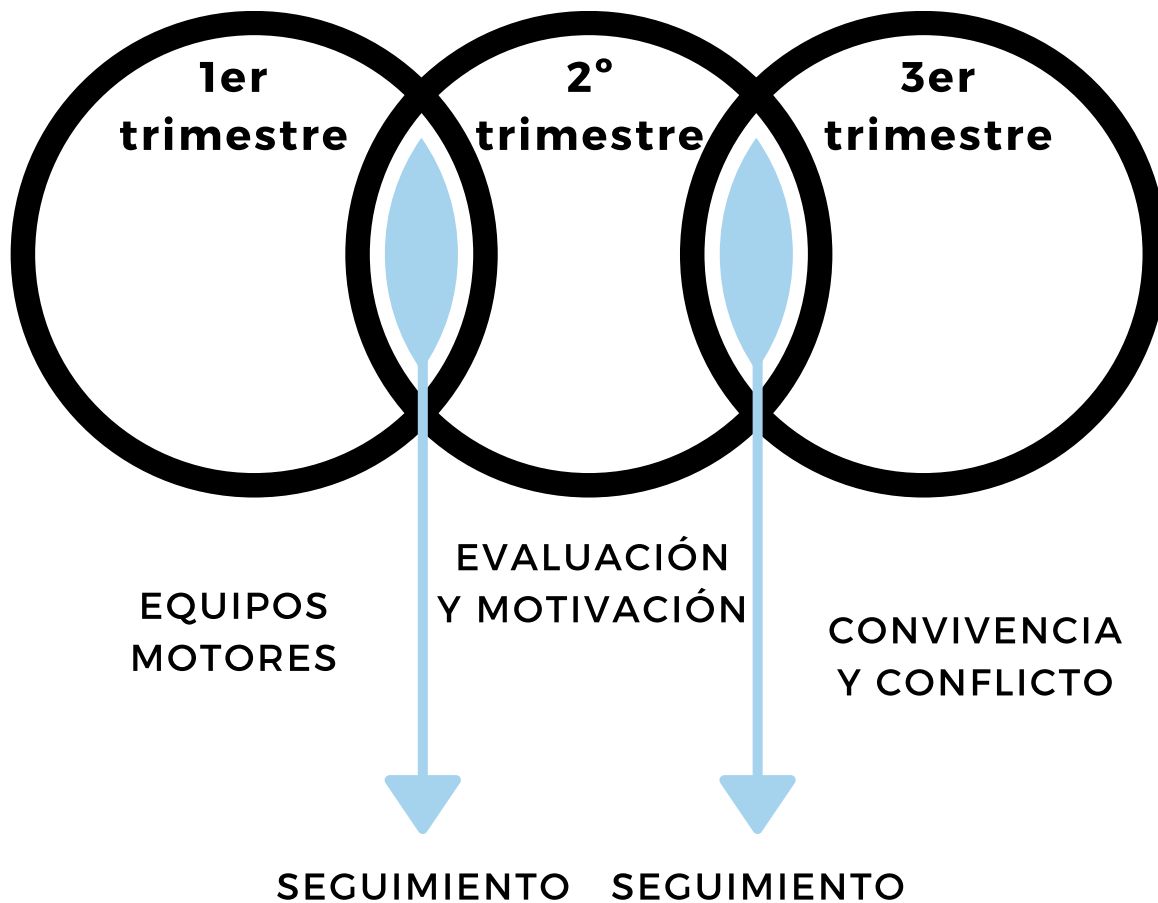 1er
trimestre
2º
trimestre
3er
trimestre
EQUIPOS
MOTORES
EVALUACIÓN
Y MOTIVACIÓN
CONVIVENCIA
Y CONFLICTO
SEGUIMIENTO
SEGUIMIENTO